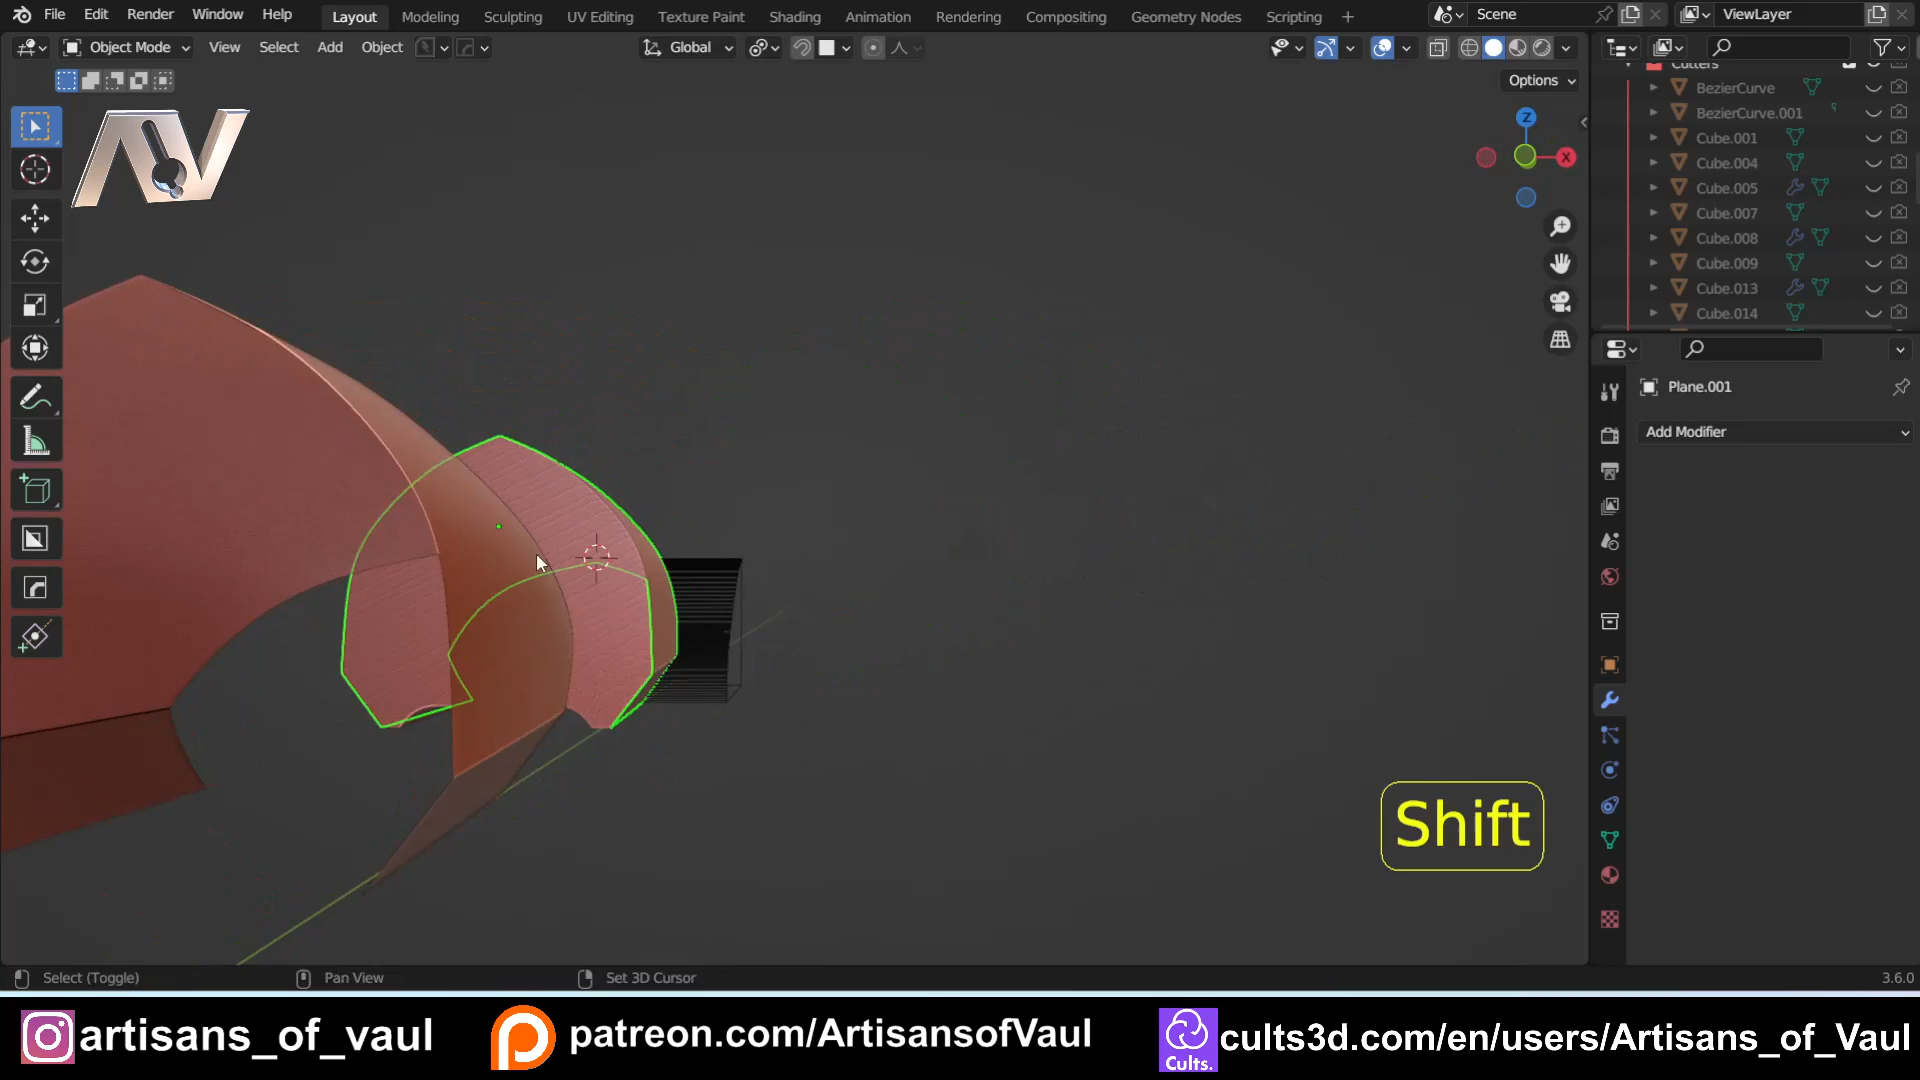 File Edit Render Window Help Layout Modeling Sculpting UV Editing Texture Paint Shading Animation Rendering Compositing Geometry Nodes Scripting + Scene ViewLayer
Object Mode View Select Add Object Global
Options
Cutters
BezierCurve
BezierCurve.001
Cube.001
Cube.004
Cube.005
Cube.007
Cube.008
Cube.009
Cube.013
Cube.014
Z
X
AV
Plane.001
Add Modifier
Shift
Select (Toggle) Pan View Set 3D Cursor 3.6.0
artisans_of_vaul patreon.com/ArtisansofVaul Cults. cults3d.com/en/users/Artisans_of_Vaul